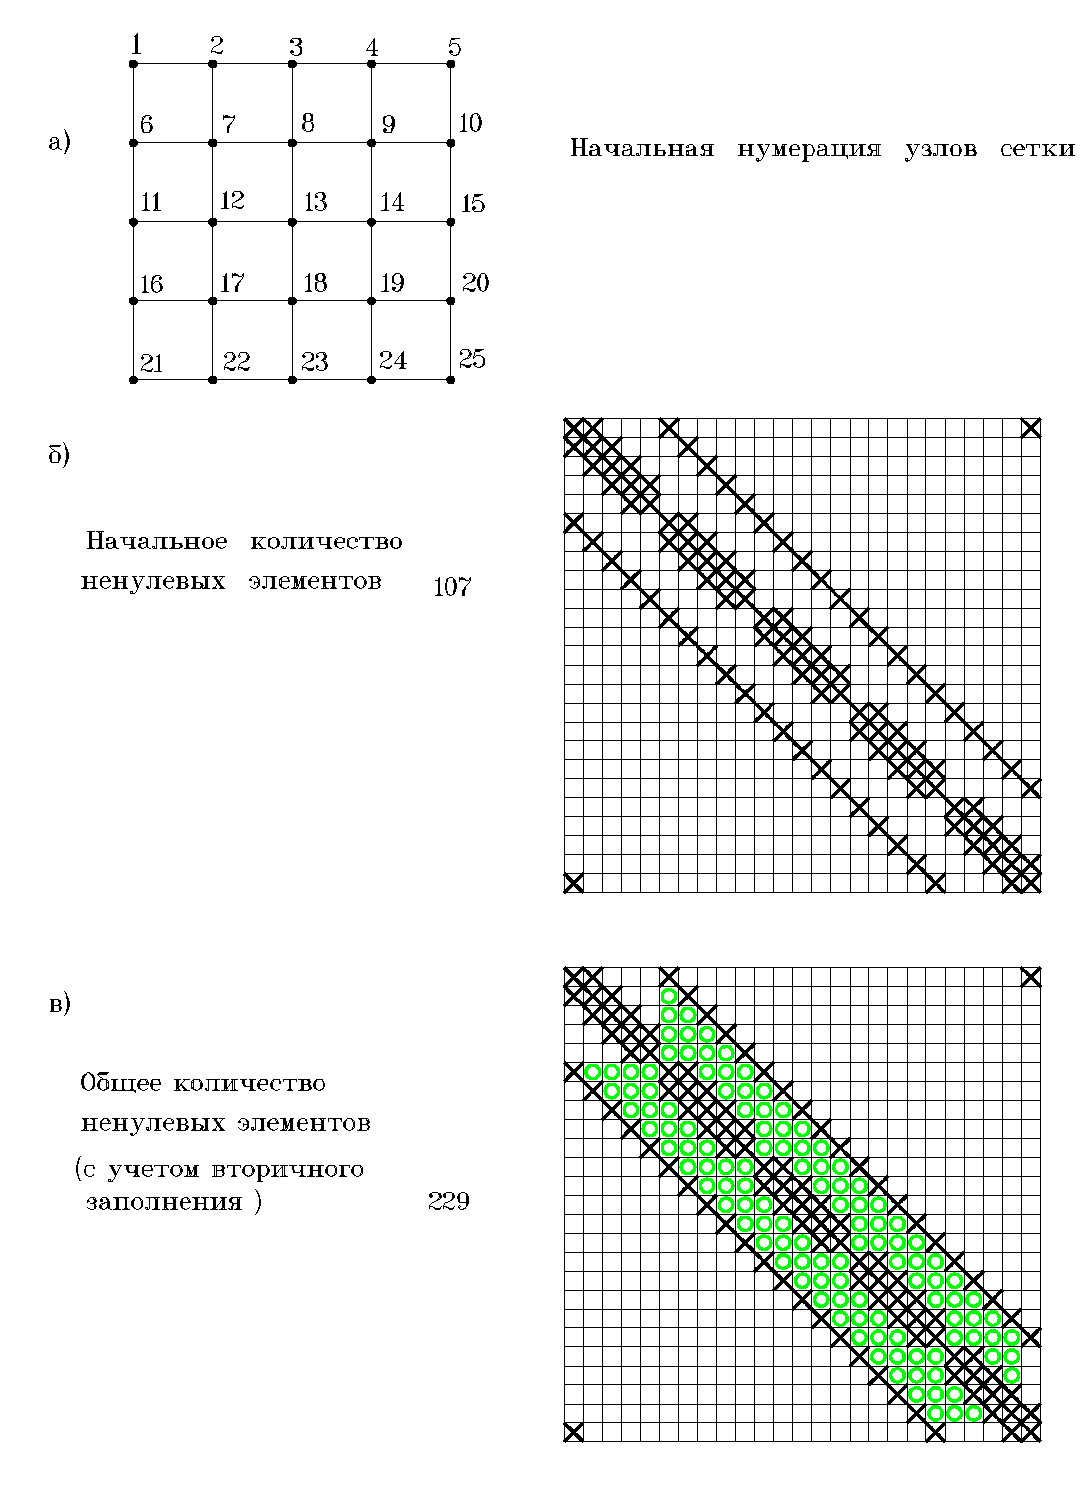 1 2 3 4 5
6 7 8 9 10
а)
Начальная нумерация узлов сетки
11 12 13 14 15
16 17 18 19 20
21 22 23 24 25
б)
Начальное количество
ненулевых элементов 107
в)
Общее количество
ненулевых элементов
(с учетом вторичного
заполнения ) 229